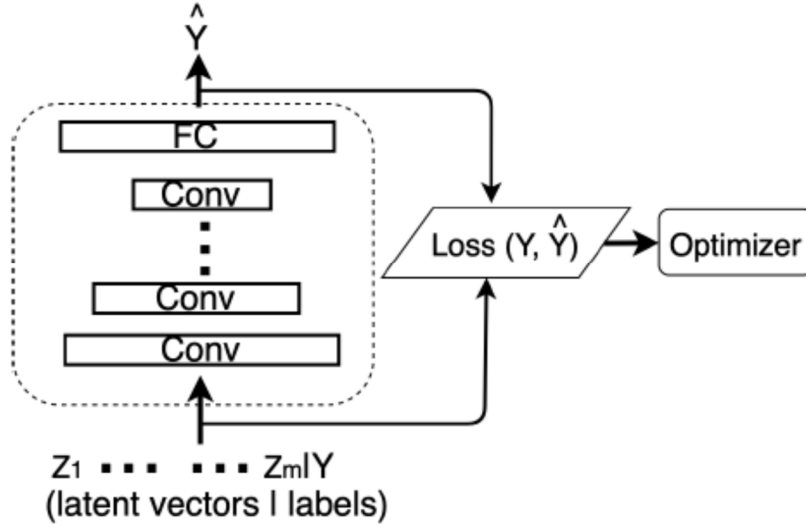 Ŷ
FC
Conv
Conv
Conv
Loss (Y, Ŷ)
Optimizer
z1 ... ... zm|Y
(latent vectors | labels)